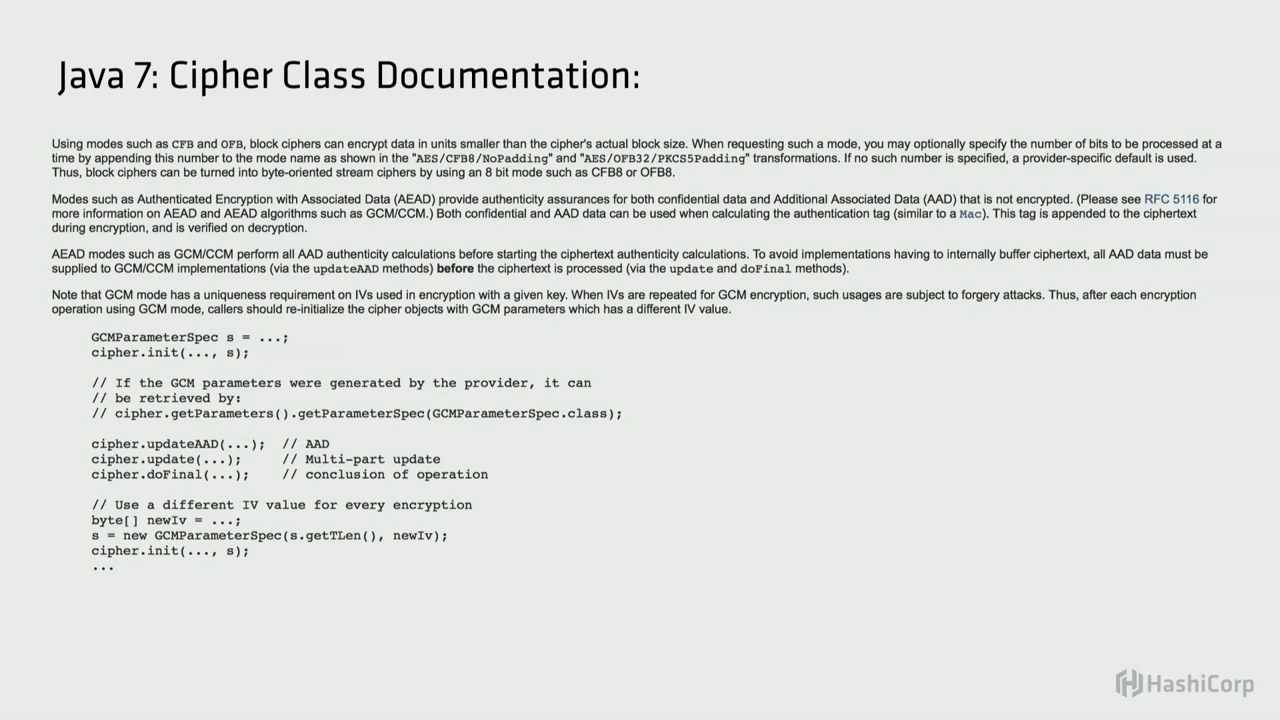 Java 7: Cipher Class Documentation:
Using modes such as CFB and OFB, block ciphers can encrypt data in units smaller than the cipher's actual block size. When requesting such a mode, you may optionally specify the number of bits to be processed at a
time by appending this number to the mode name as shown in the "AES/CFB8/NoPadding" and "AES/OFB32/PKCS5Padding" transformations. If no such number is specified, a provider-specific default is used.
Thus, block ciphers can be turned into byte-oriented stream ciphers by using an 8 bit mode such as CFB8 or OFB8.
Modes such as Authenticated Encryption with Associated Data (AEAD) provide authenticity assurances for both confidential data and Additional Associated Data (AAD) that is not encrypted. (Please see RFC 5116 for
more information on AEAD and AEAD algorithms such as GCM/CCM.) Both confidential and AAD data can be used when calculating the authentication tag (similar to a Mac). This tag is appended to the ciphertext
during encryption, and is verified on decryption.
AEAD modes such as GCM/CCM perform all AAD authenticity calculations before starting the ciphertext authenticity calculations. To avoid implementations having to internally buffer ciphertext, all AAD data must be
supplied to GCM/CCM implementations (via the updateAAD methods) before the ciphertext is processed (via the update and doFinal methods).
Note that GCM mode has a uniqueness requirement on IVs used in encryption with a given key. When IVs are repeated for GCM encryption, such usages are subject to forgery attacks. Thus, after each encryption
operation using GCM mode, callers should re-initialize the cipher objects with GCM parameters which has a different IV value.
GCMParameterSpec s = ...;
cipher.init(..., s);
// If the GCM parameters were generated by the provider, it can
// be retrieved by:
// cipher.getParameters().getParameterSpec(GCMParameterSpec.class);
cipher.updateAAD(...);  // AAD
cipher.update(...);     // Multi-part update
cipher.doFinal(...);    // conclusion of operation
// Use a different IV value for every encryption
byte[] newIv = ...;
s = new GCMParameterSpec(s.getTLen(), newIv);
cipher.init(..., s);
...
HashiCorp